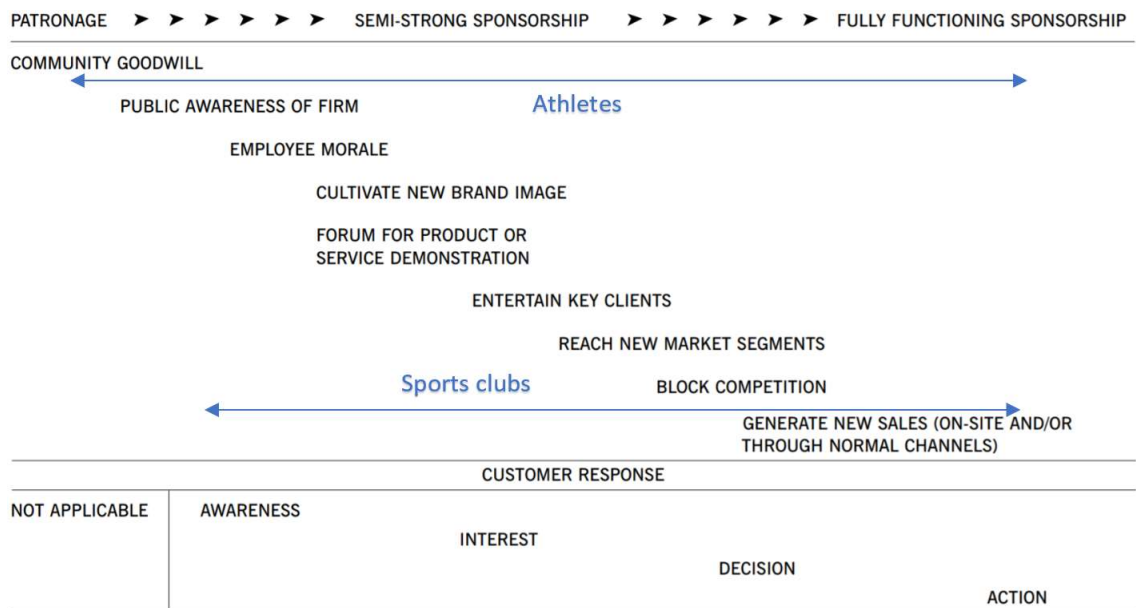 PATRONAGE ➤ ➤ ➤ ➤ ➤ ➤ SEMI-STRONG SPONSORSHIP ➤ ➤ ➤ ➤ ➤ ➤ FULLY FUNCTIONING SPONSORSHIP
COMMUNITY GOODWILL
Athletes
PUBLIC AWARENESS OF FIRM
EMPLOYEE MORALE
CULTIVATE NEW BRAND IMAGE
FORUM FOR PRODUCT OR
SERVICE DEMONSTRATION
ENTERTAIN KEY CLIENTS
REACH NEW MARKET SEGMENTS
Sports clubs
BLOCK COMPETITION
GENERATE NEW SALES (ON-SITE AND/OR
THROUGH NORMAL CHANNELS)
CUSTOMER RESPONSE
NOT APPLICABLE AWARENESS
INTEREST
DECISION
ACTION